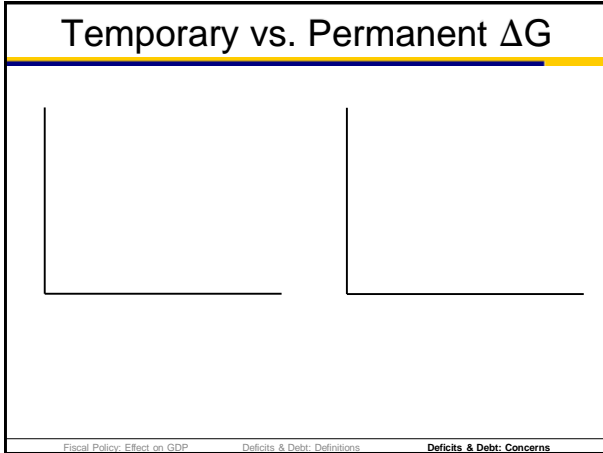 Temporary vs. Permanent ΔG
Fiscal Policy: Effect on GDP Deficits & Debt: Definitions Deficits & Debt: Concerns